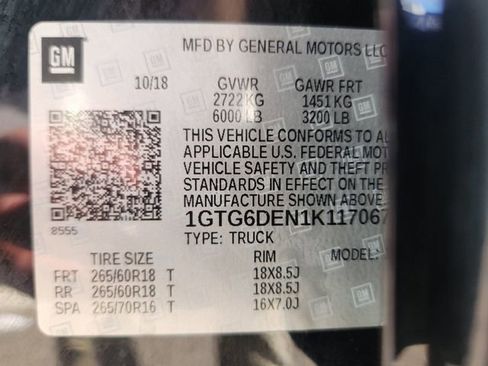 GM
MFD BY GENERAL MOTORS LLC
10/18 GVWR GAWR FRT
2722 KG 1451 KG
6000 LB 3200 LB
THIS VEHICLE CONFORMS TO AL
APPLICABLE U.S. FEDERAL MOT
VEHICLE SAFETY AND THEFT P
STANDARDS IN EFFECT ON THE
MANUFACTURE SHOWN ABOVE.
8555
1GTG6DEN1K117067
TYPE: TRUCK MODEL:
TIRE SIZE RIM
FRT 265/60R18 T 18X8.5J
RR 265/60R18 T 18X8.5J
SPA 265/70R16 T 16X7.0J